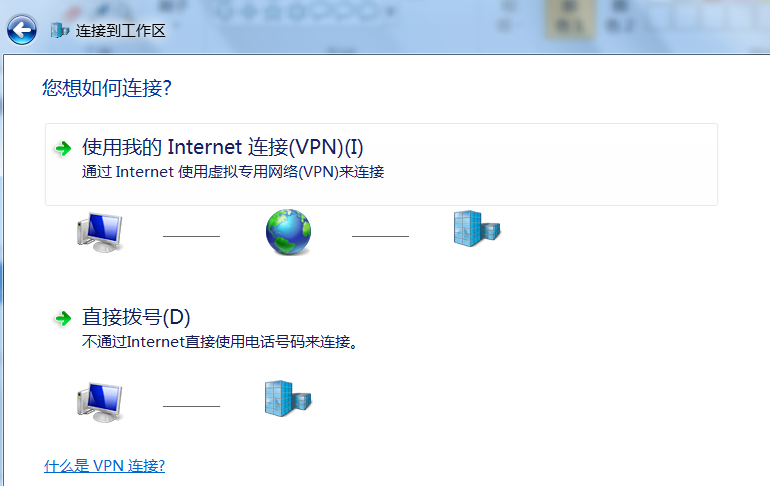 连接到工作区
您想如何连接?
使用我的 Internet 连接(VPN)(I)
通过 Internet 使用虚拟专用网络(VPN)来连接
直接拨号(D)
不通过Internet直接使用电话号码来连接。
什么是 VPN 连接?